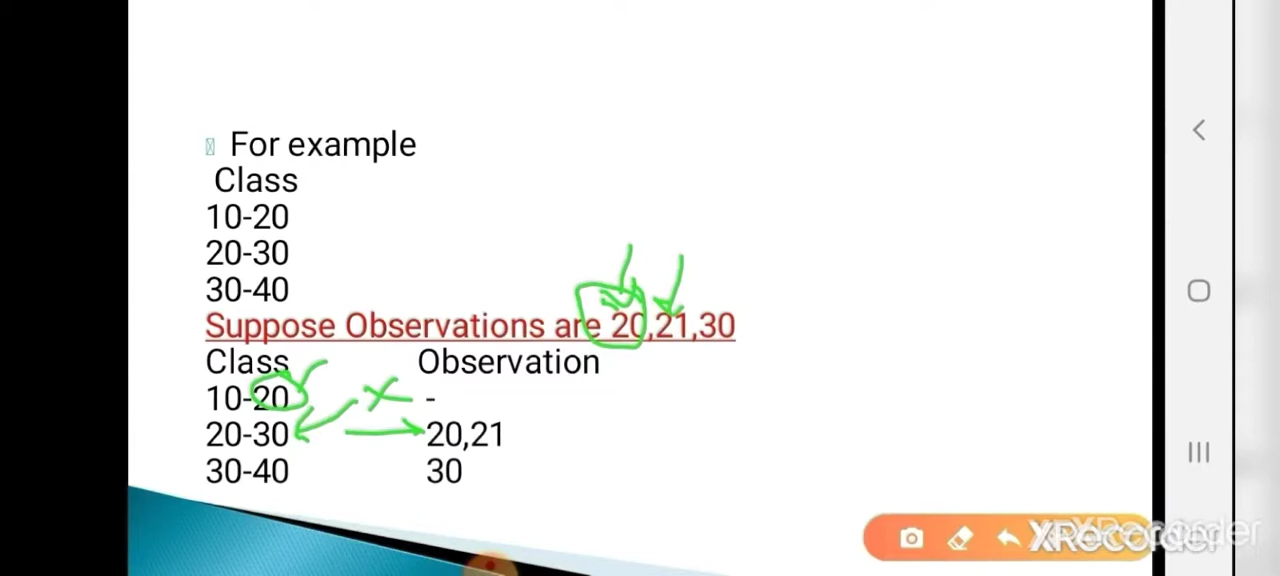 For example
Class
10-20
20-30
30-40
Suppose Observations are 20,21,30
Class Observation
10-20 -
20-30 20,21
30-40 30
XRecorder